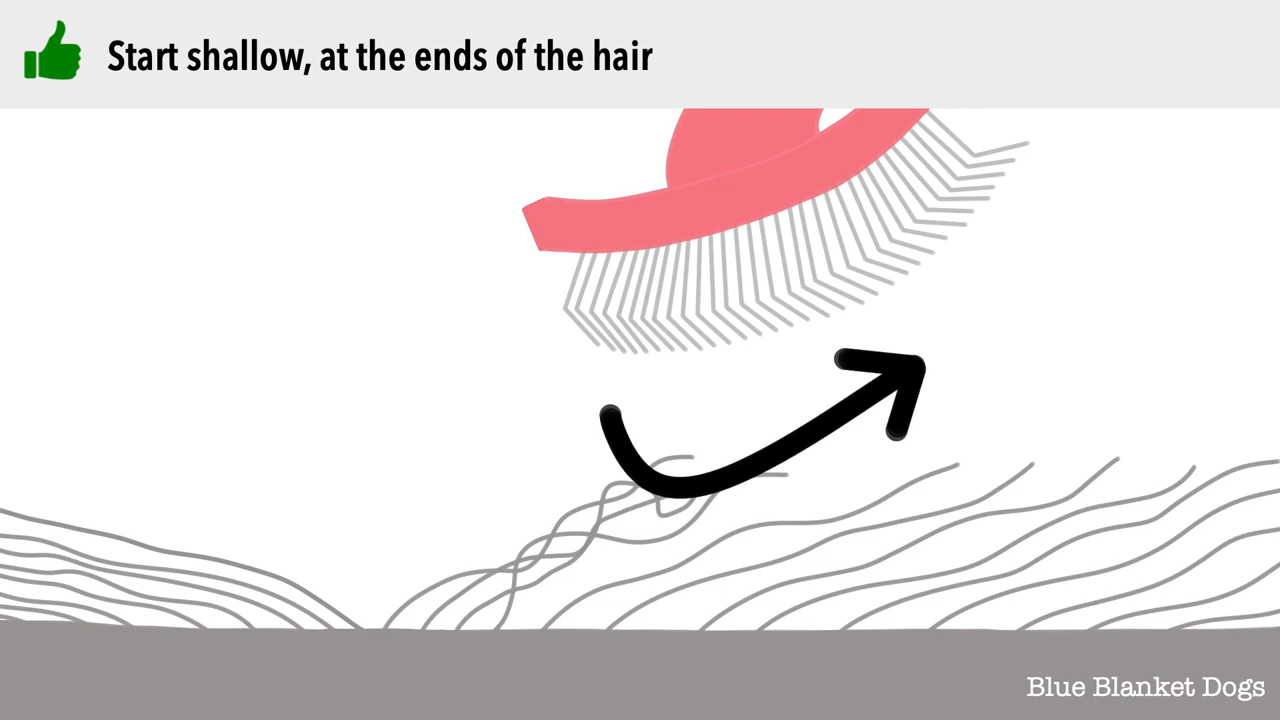 Start shallow, at the ends of the hair
Blue Blanket Dogs